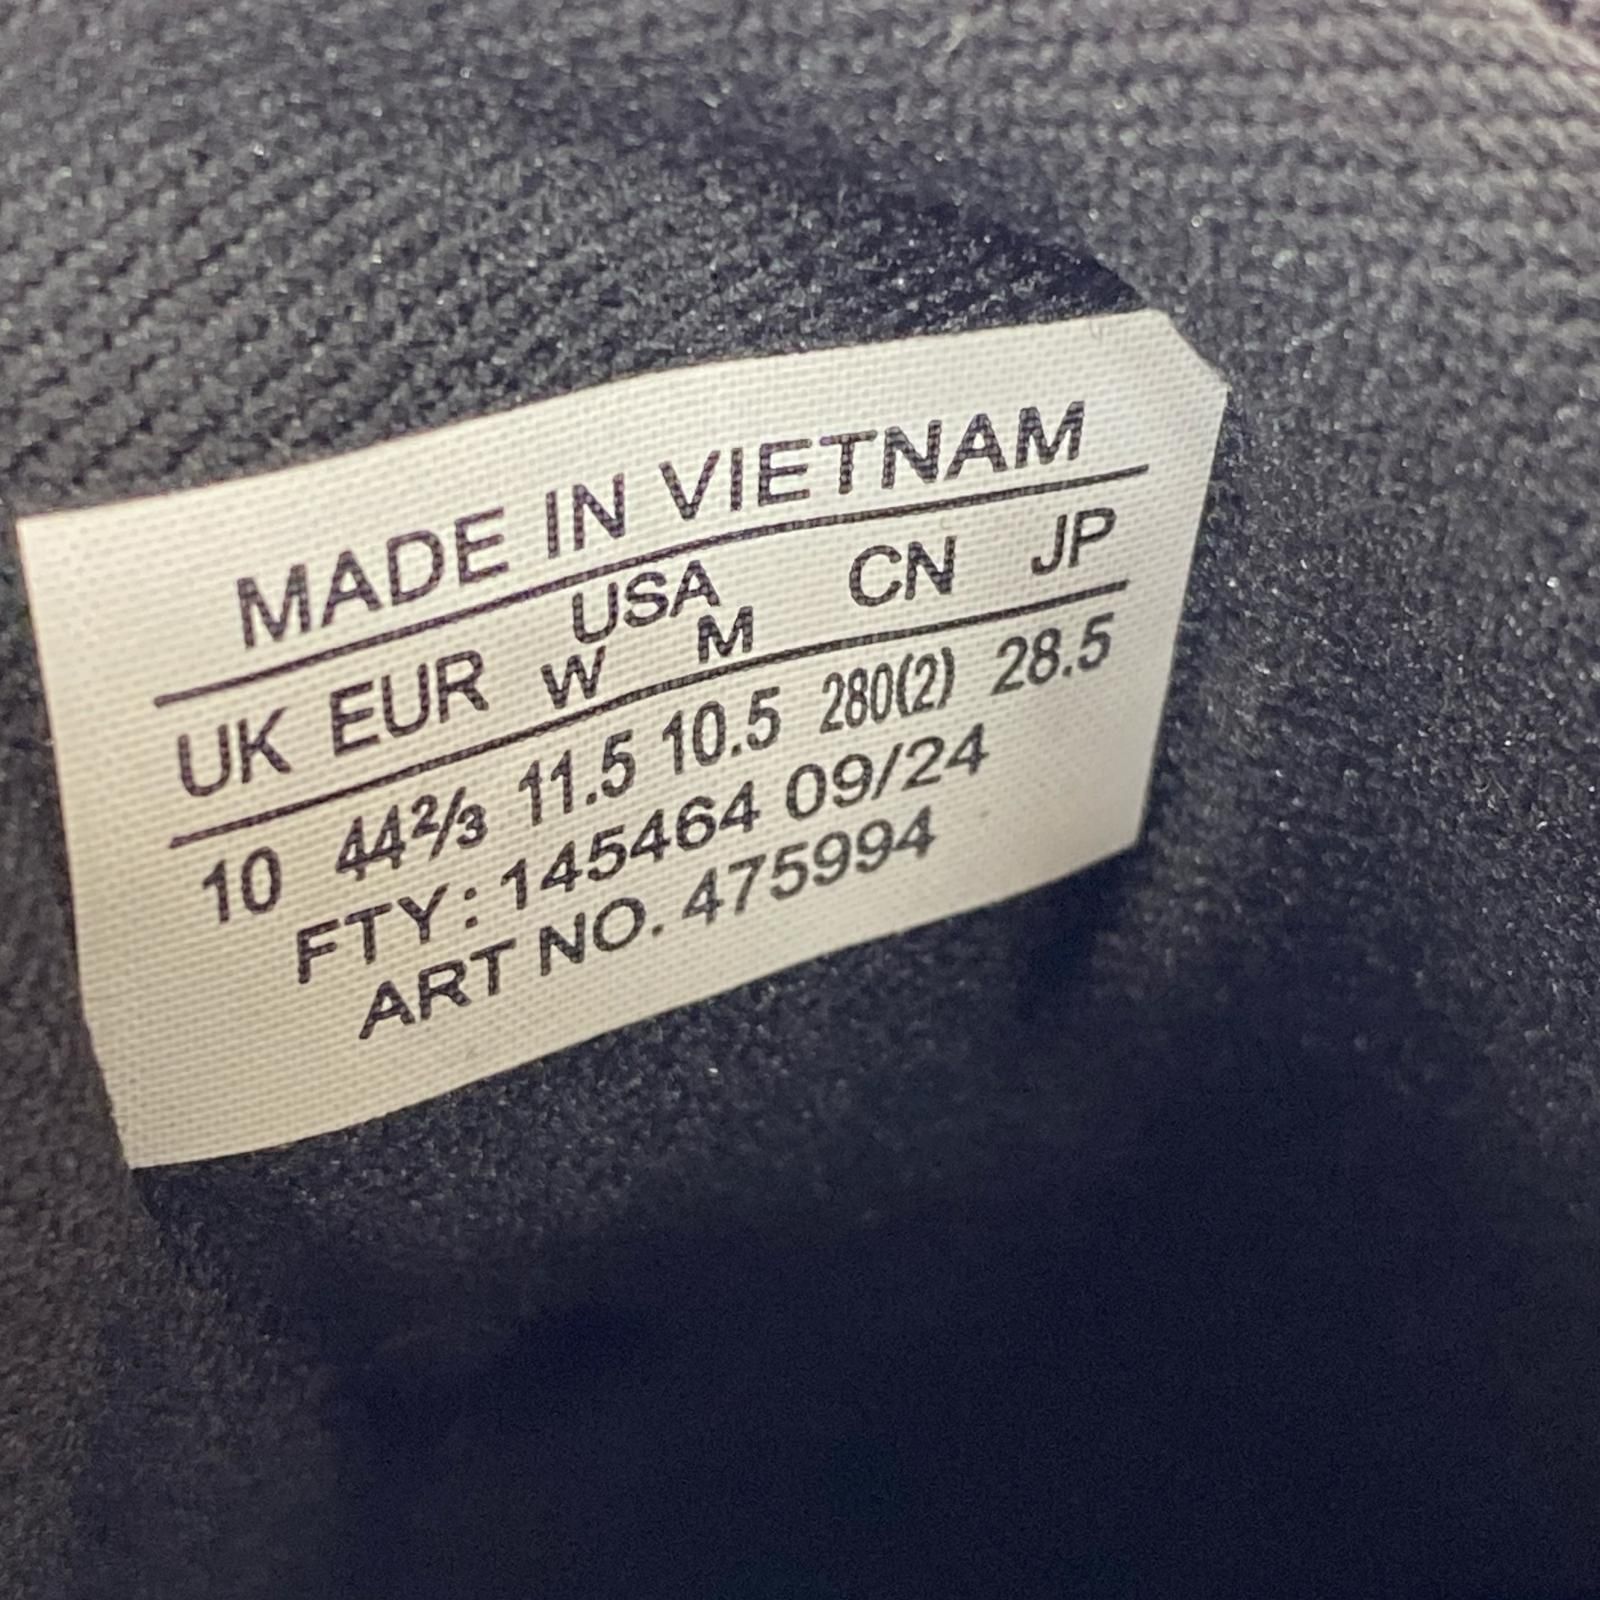 MADE IN VIETNAM
UK EUR USA W M CN JP
10 44⅔ 11.5 10.5 280(2) 28.5
FTY: 145464 09/24
ART NO. 475994